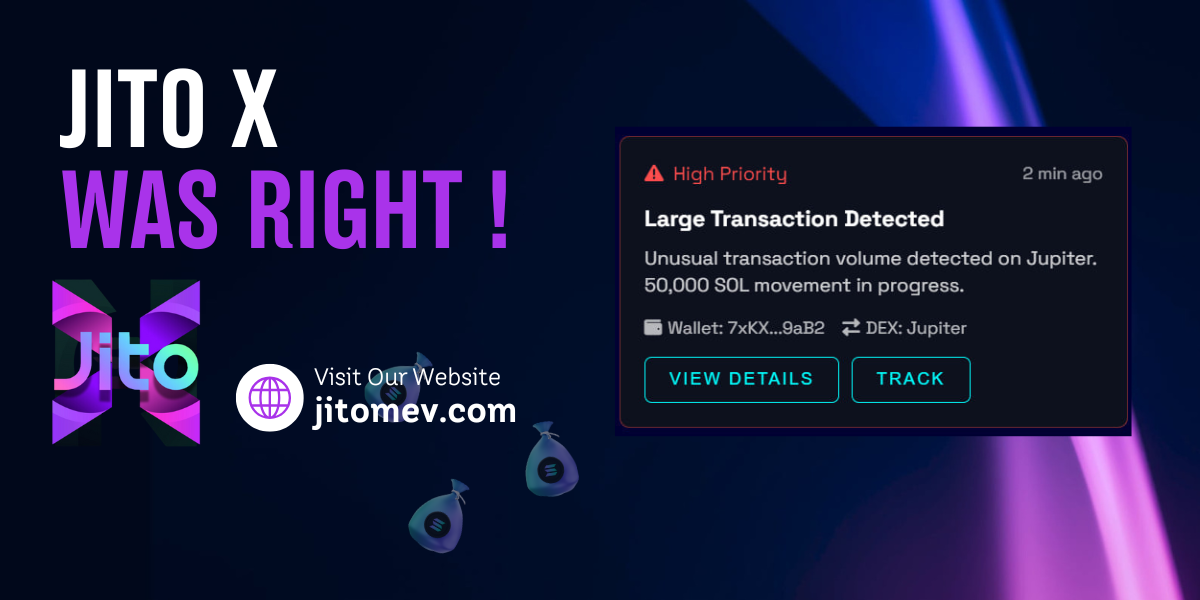 JITO X
WAS RIGHT !
Jito
Visit Our Website
jitomev.com
High Priority
2 min ago
Large Transaction Detected
Unusual transaction volume detected on Jupiter.
50,000 SOL movement in progress.
Wallet: 7xKX...9aB2
DEX: Jupiter
VIEW DETAILS
TRACK